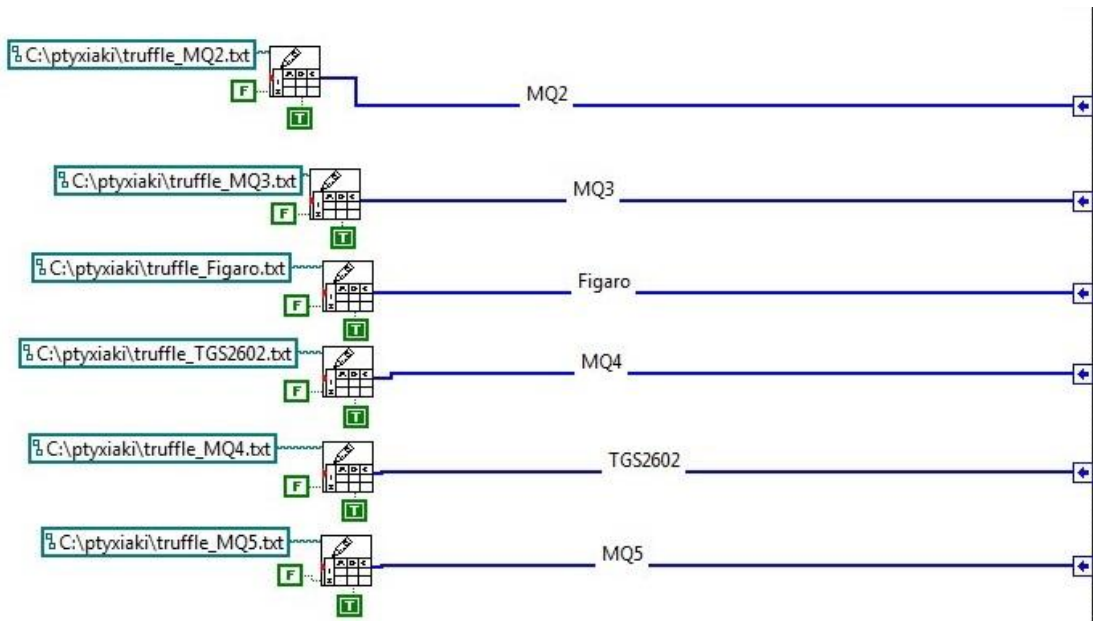 C:\ptyxiaki\truffle_MQ2.txt
F
T
MQ2
C:\ptyxiaki\truffle_MQ3.txt
F
T
MQ3
C:\ptyxiaki\truffle_Figaro.txt
F
T
Figaro
C:\ptyxiaki\truffle_TGS2602.txt
F
T
MQ4
C:\ptyxiaki\truffle_MQ4.txt
F
T
TGS2602
C:\ptyxiaki\truffle_MQ5.txt
F
T
MQ5